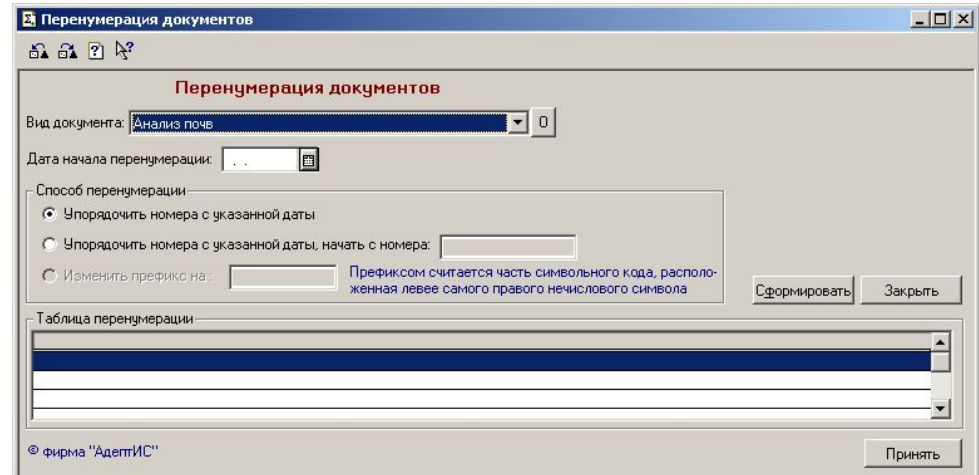 Перенумерация документов
Перенумерация документов
Вид документа: Анализ почв 0
Дата начала перенумерации: . .
Способ перенумерации
Упорядочить номера с указанной даты
Упорядочить номера с указанной даты, начать с номера:
Изменить префикс на: Префиксом считается часть символьного кода, располо-
женная левее самого правого нечислового символа
Сформировать Закрыть
Таблица перенумерации
© фирма "АдептИС" Принять